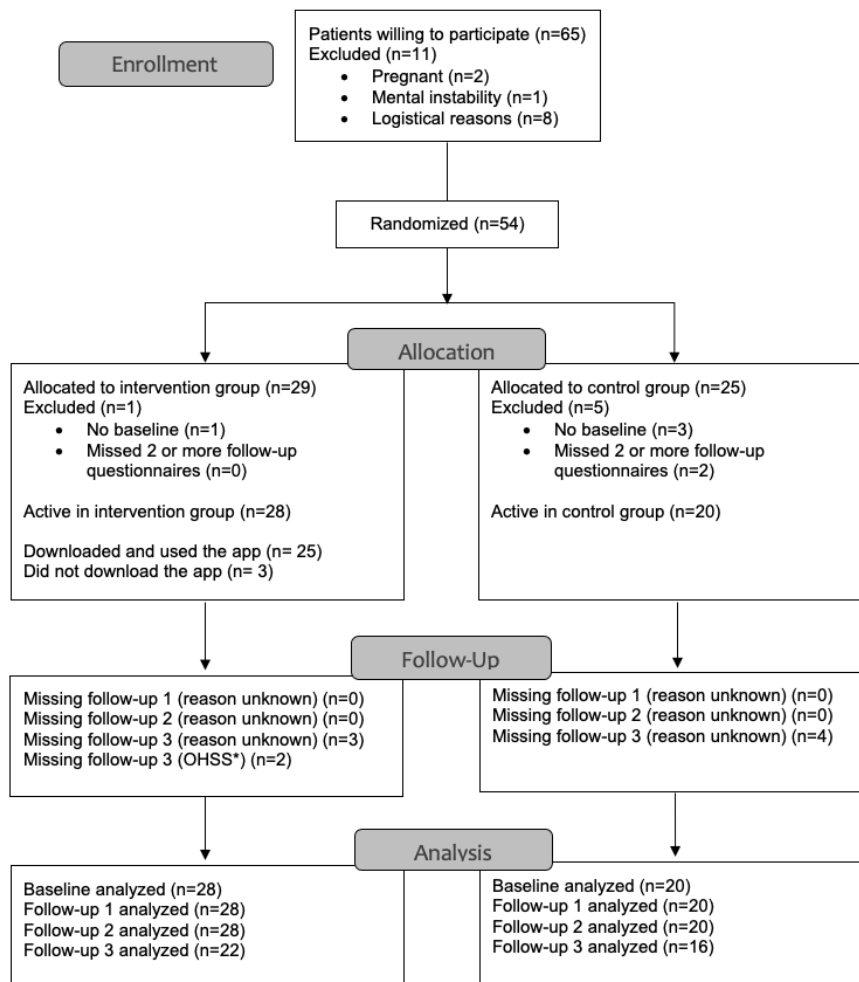 Enrollment
Patients willing to participate (n=65)
Excluded (n=11)
• Pregnant (n=2)
• Mental instability (n=1)
• Logistical reasons (n=8)
Randomized (n=54)
Allocation
Allocated to intervention group (n=29)
Excluded (n=1)
• No baseline (n=1)
• Missed 2 or more follow-up
questionnaires (n=0)
Active in intervention group (n=28)
Downloaded and used the app (n= 25)
Did not download the app (n= 3)
Allocated to control group (n=25)
Excluded (n=5)
• No baseline (n=3)
• Missed 2 or more follow-up
questionnaires (n=2)
Active in control group (n=20)
Follow-Up
Missing follow-up 1 (reason unknown) (n=0)
Missing follow-up 2 (reason unknown) (n=0)
Missing follow-up 3 (reason unknown) (n=3)
Missing follow-up 3 (OHSS*) (n=2)
Missing follow-up 1 (reason unknown) (n=0)
Missing follow-up 2 (reason unknown) (n=0)
Missing follow-up 3 (reason unknown) (n=4)
Analysis
Baseline analyzed (n=28)
Follow-up 1 analyzed (n=28)
Follow-up 2 analyzed (n=28)
Follow-up 3 analyzed (n=22)
Baseline analyzed (n=20)
Follow-up 1 analyzed (n=20)
Follow-up 2 analyzed (n=20)
Follow-up 3 analyzed (n=16)